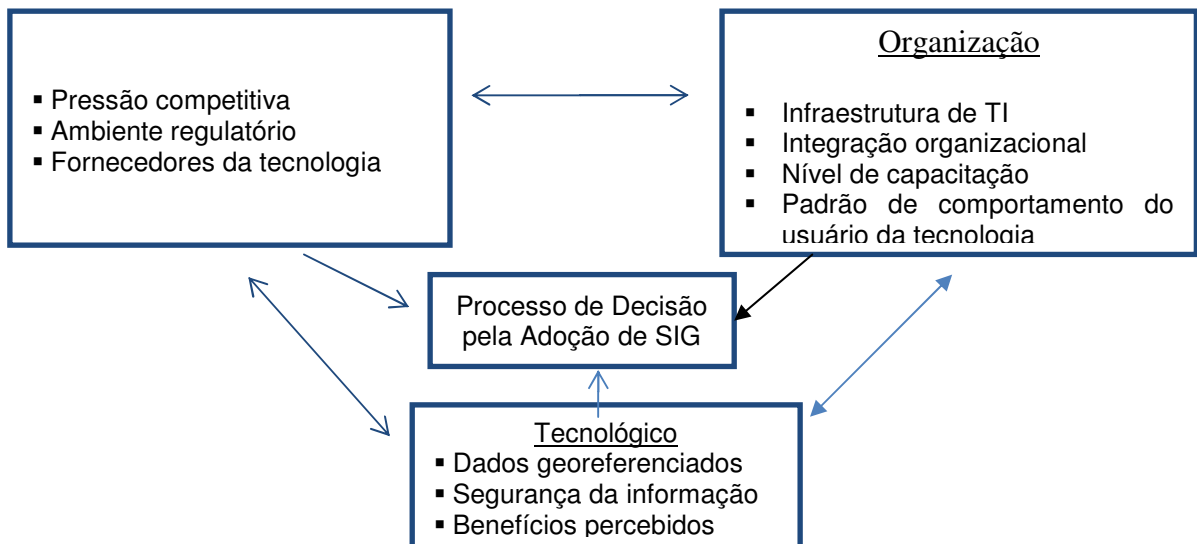 ▪ Pressão competitiva
▪ Ambiente regulatório
▪ Fornecedores da tecnologia
Organização
▪ Infraestrutura de TI
▪ Integração organizacional
▪ Nível de capacitação
▪ Padrão de comportamento do
usuário da tecnologia
Processo de Decisão
pela Adoção de SIG
Tecnológico
▪ Dados georeferenciados
▪ Segurança da informação
▪ Benefícios percebidos